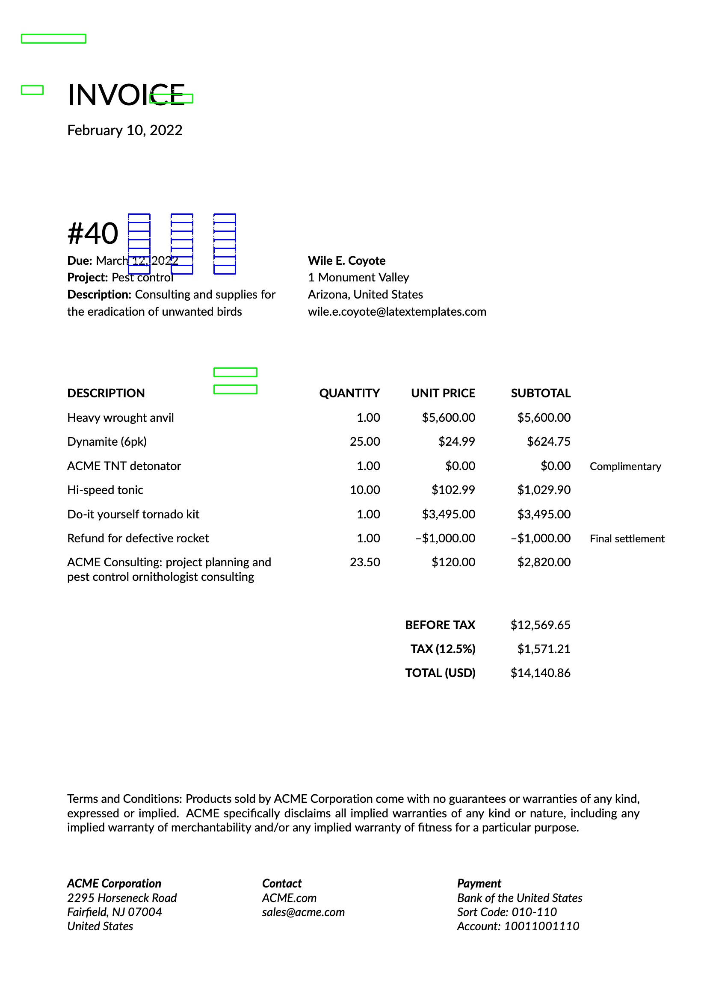 INVOICE
February 10, 2022
#40
Due: March 12, 2022
Project: Pest control
Description: Consulting and supplies for
the eradication of unwanted birds
Wile E. Coyote
1 Monument Valley
Arizona, United States
wile.e.coyote@latextemplates.com
DESCRIPTION QUANTITY UNIT PRICE SUBTOTAL
Heavy wrought anvil 1.00 $5,600.00 $5,600.00
Dynamite (6pk) 25.00 $24.99 $624.75
ACME TNT detonator 1.00 $0.00 $0.00 Complimentary
Hi-speed tonic 10.00 $102.99 $1,029.90
Do-it yourself tornado kit 1.00 $3,495.00 $3,495.00
Refund for defective rocket 1.00 –$1,000.00 –$1,000.00 Final settlement
ACME Consulting: project planning and 23.50 $120.00 $2,820.00
pest control ornithologist consulting
BEFORE TAX $12,569.65
TAX (12.5%) $1,571.21
TOTAL (USD) $14,140.86
Terms and Conditions: Products sold by ACME Corporation come with no guarantees or warranties of any kind,
expressed or implied. ACME specifically disclaims all implied warranties of any kind or nature, including any
implied warranty of merchantability and/or any implied warranty of fitness for a particular purpose.
ACME Corporation
2295 Horseneck Road
Fairfield, NJ 07004
United States
Contact
ACME.com
sales@acme.com
Payment
Bank of the United States
Sort Code: 010-110
Account: 10011001110